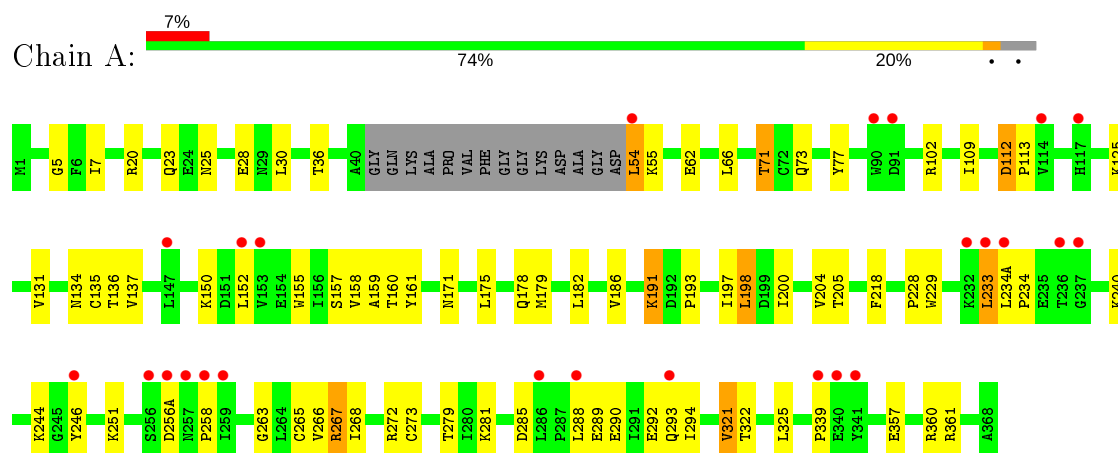 7%
Chain A:
74% 20% • •
M1 G5 F6 I7 R20 Q23 E24 N25 E28 N29 L30 T36 A40 GLY GLN LYS ALA PRO VAL PHE GLY GLY LYS ASP ALA GLY ASP L54 K55 E62 L66 T71 C72 Q73 Y77 W90 D91 R102 I109 D112 P113 V114 H117 K125
V131 N134 C135 T136 V137 L147 K150 D151 L152 V153 E154 W155 I156 S157 V158 A159 T160 Y161 N171 L175 Q178 M179 L182 V186 K191 D192 P193 I197 L198 D199 I200 V204 T205 F218 P228 W229 K232 L233 L234A P234 E235 T236 G237 K240
K244 G245 Y246 K251 S256 D256A N257 P258 I259 G263 L264 C265 V266 R267 I268 R272 C273 T279 I280 K281 D285 L286 P287 L288 E289 E290 I291 E292 Q293 I294 V321 T322 L325 P339 E340 Y341 E357 R360 R361 A368